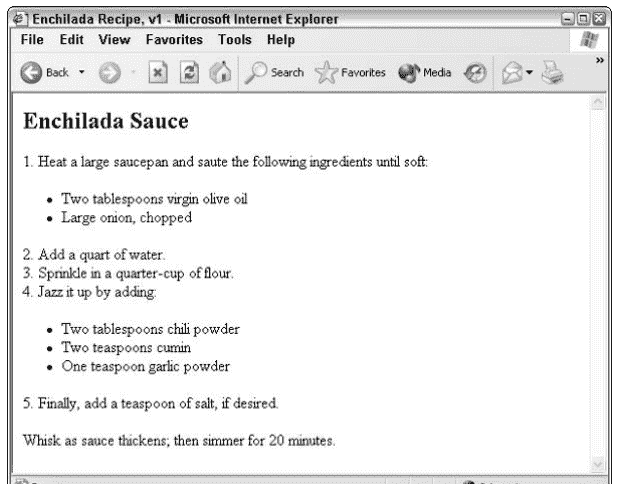 Enchilada Recipe, v1 - Microsoft Internet Explorer
File Edit View Favorites Tools Help
Back Search Favorites Media »
Enchilada Sauce
1. Heat a large saucepan and saute the following ingredients until soft:
• Two tablespoons virgin olive oil
• Large onion, chopped
2. Add a quart of water.
3. Sprinkle in a quarter-cup of flour.
4. Jazz it up by adding:
• Two tablespoons chili powder
• Two teaspoons cumin
• One teaspoon garlic powder
5. Finally, add a teaspoon of salt, if desired.
Whisk as sauce thickens; then simmer for 20 minutes.